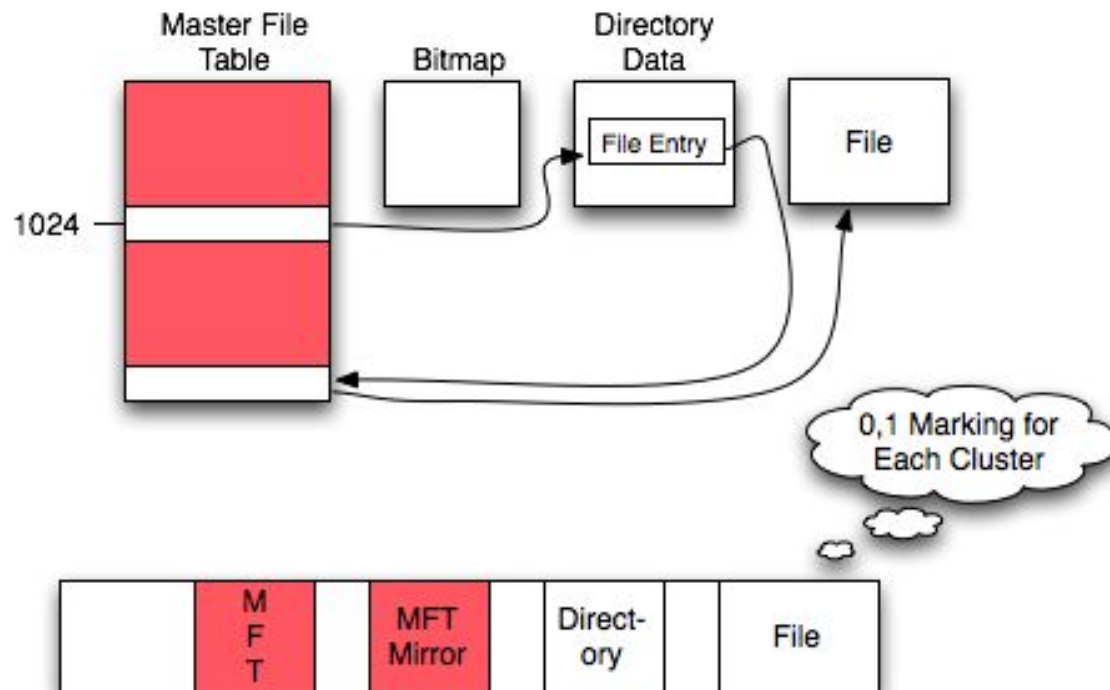 Master File
Table
Bitmap
Directory
Data
File Entry
File
1024
0,1 Marking for
Each Cluster
M
F
T
MFT
Mirror
Direct-
ory
File